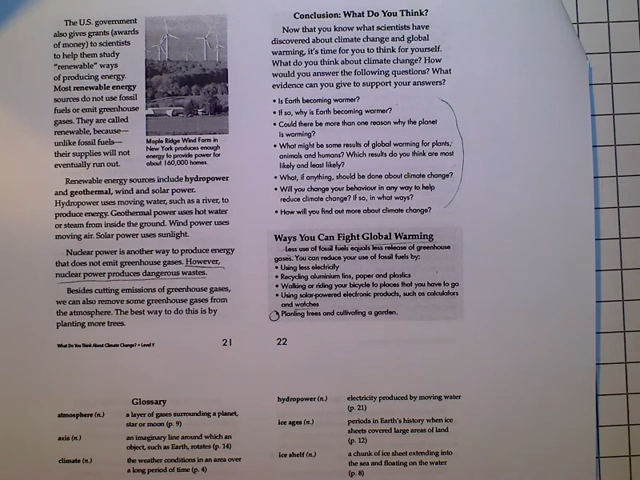 The U.S. government
also gives grants (awards
of money) to scientists
to help them study
"renewable" ways
of producing energy.
Most renewable energy
sources do not use fossil
fuels or emit greenhouse
gases. They are called
renewable, because—
unlike fossil fuels—
their supplies will not
eventually run out.
Maple Ridge Wind Farm in
New York produces enough
energy to provide power for
about 160,000 homes.
Renewable energy sources include hydropower
and geothermal, wind and solar power.
Hydropower uses moving water, such as a river, to
produce energy. Geothermal power uses hot water
or steam from inside the ground. Wind power uses
moving air. Solar power uses sunlight.
Nuclear power is another way to produce energy
that does not emit greenhouse gases. However,
nuclear power produces dangerous wastes.
Besides cutting emissions of greenhouse gases,
we can also remove some greenhouse gases from
the atmosphere. The best way to do this is by
planting more trees.
What Do You Think About Climate Change? • Level Y
21
Conclusion: What Do You Think?
Now that you know what scientists have
discovered about climate change and global
warming, it's time for you to think for yourself.
What do you think about climate change? How
would you answer the following questions? What
evidence can you give to support your answers?
• Is Earth becoming warmer?
• If so, why is Earth becoming warmer?
• Could there be more than one reason why the planet
is warming?
• What might be some results of global warming for plants,
animals and humans? Which results do you think are most
likely and least likely?
• What, if anything, should be done about climate change?
• Will you change your behaviour in any way to help
reduce climate change? If so, in what ways?
• How will you find out more about climate change?
Ways You Can Fight Global Warming
Less use of fossil fuels equals less release of greenhouse
gases. You can reduce your use of fossil fuels by:
• Using less electricity
• Recycling aluminium tins, paper and plastics
• Walking or riding your bicycle to places that you have to go
• Using solar-powered electronic products, such as calculators
and watches
• Planting trees and cultivating a garden.
22
Glossary
atmosphere (n.) a layer of gases surrounding a planet,
star or moon (p. 9)
axis (n.) an imaginary line around which an
object, such as Earth, rotates (p. 14)
climate (n.) the weather conditions in an area over
a long period of time (p. 4)
hydropower (n.) electricity produced by moving water
(p. 21)
ice ages (n.) periods in Earth's history when ice
sheets covered large areas of land
(p. 12)
ice shelf (n.) a chunk of ice sheet extending into
the sea and floating on the water
(p. 8)